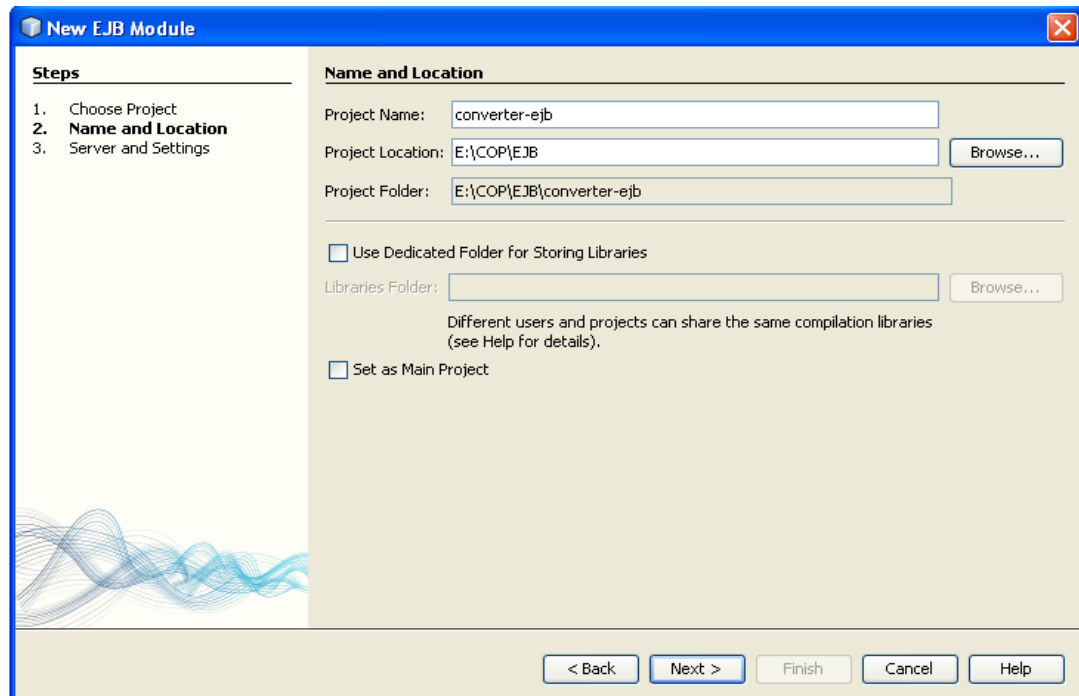 New EJB Module
Steps
1. Choose Project
2. Name and Location
3. Server and Settings
Name and Location
Project Name: converter-ejb
Project Location: E:\COP\EJB Browse...
Project Folder: E:\COP\EJB\converter-ejb
Use Dedicated Folder for Storing Libraries
Libraries Folder: Browse...
Different users and projects can share the same compilation libraries
(see Help for details).
Set as Main Project
< Back Next > Finish Cancel Help